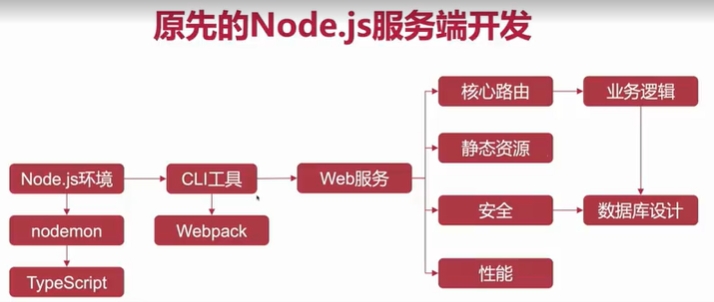 原先的Node.js服务端开发
核心路由
业务逻辑
静态资源
Node.js环境
CLI工具
Web服务
nodemon
Webpack
安全
数据库设计
TypeScript
性能